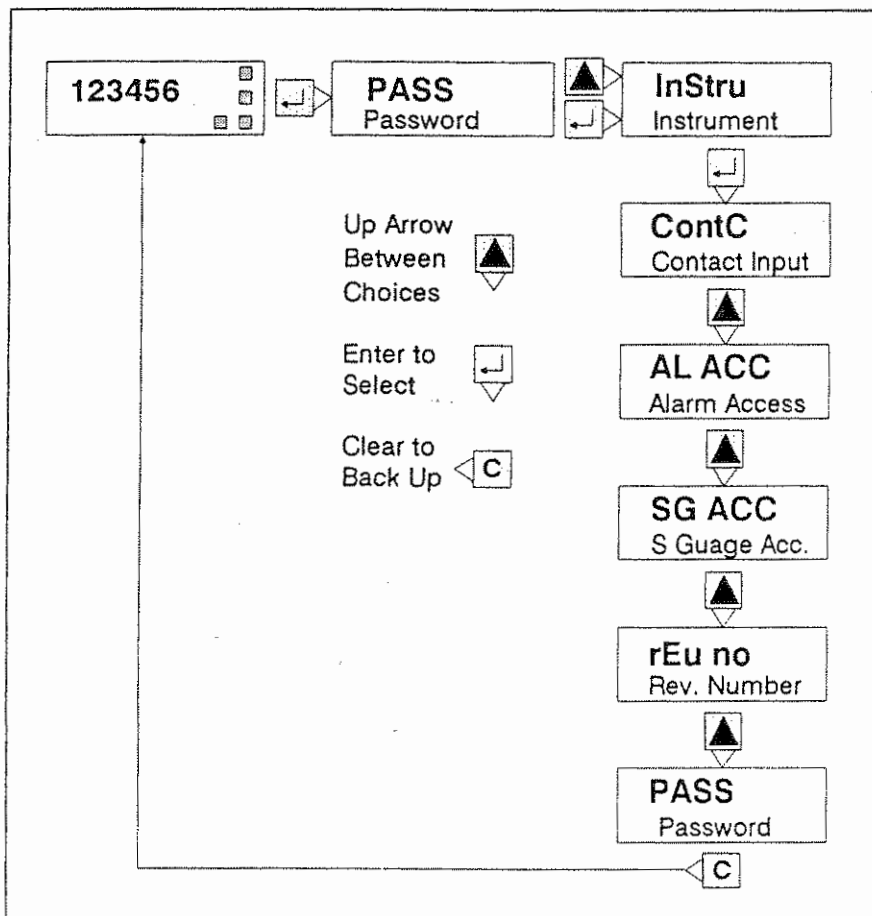 123456
PASS
Password
InStru
Instrument
ContC
Contact Input
Up Arrow
Between
Choices
AL ACC
Alarm Access
Enter to
Select
Clear to
Back Up
C
SG ACC
S Guage Acc.
rEu no
Rev. Number
PASS
Password
C